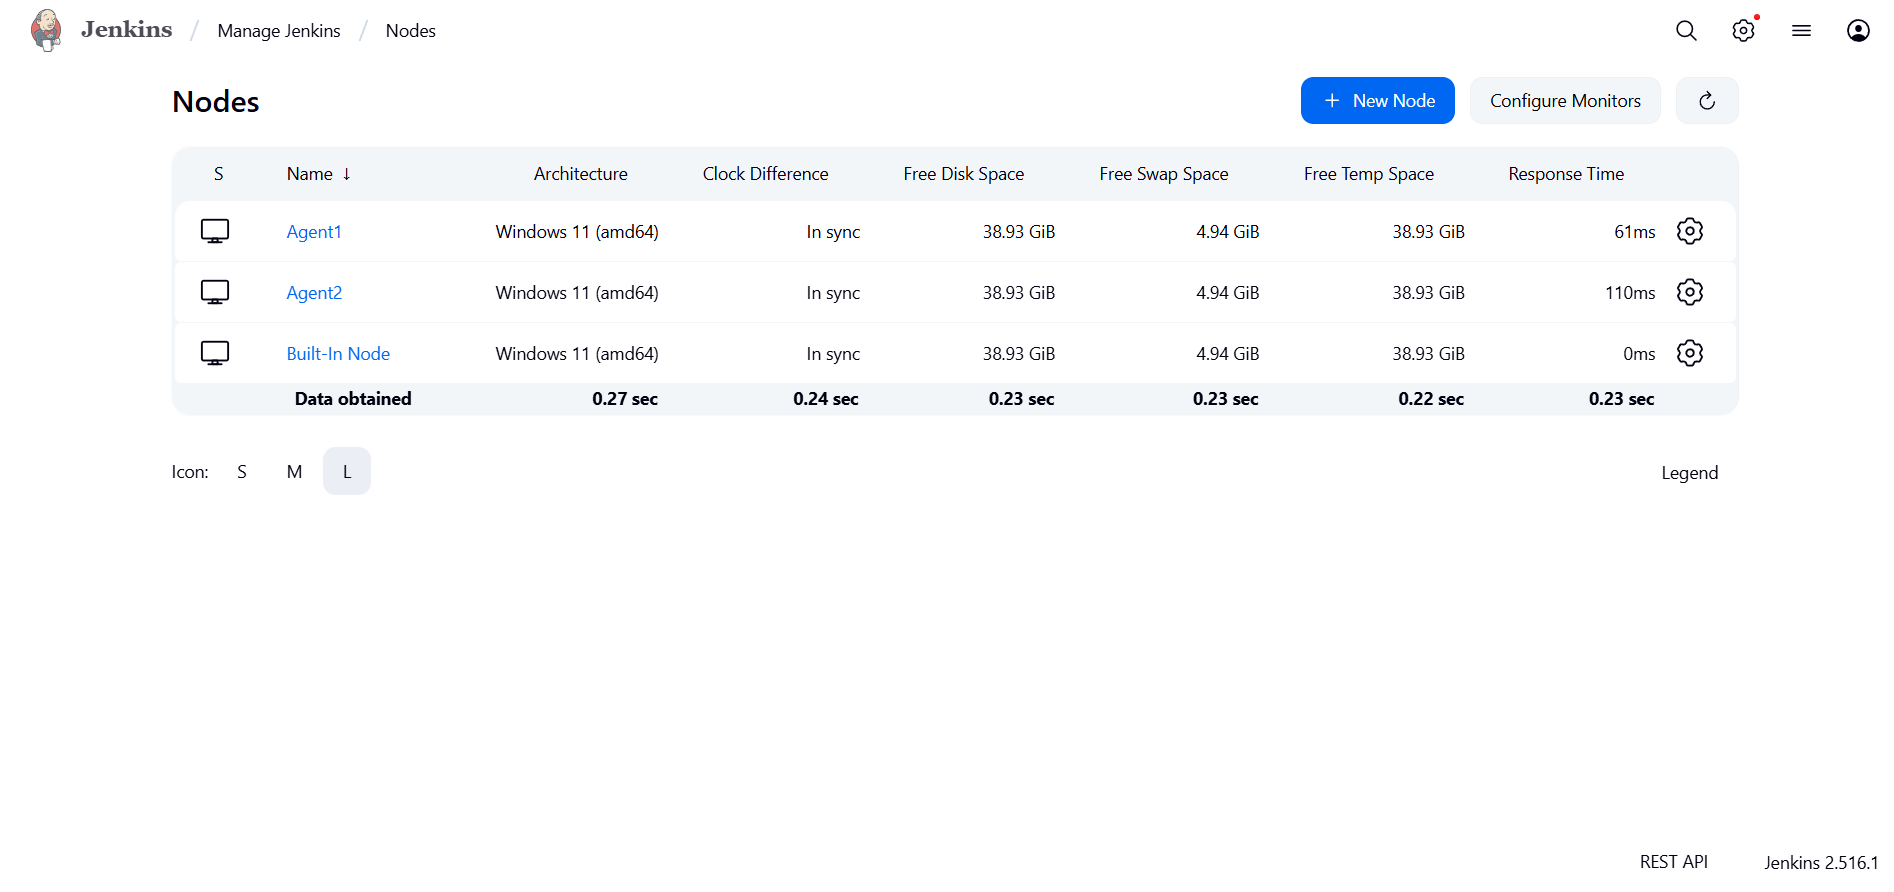 Jenkins / Manage Jenkins / Nodes
Nodes
+ New Node Configure Monitors
S Name ↓ Architecture Clock Difference Free Disk Space Free Swap Space Free Temp Space Response Time
Agent1 Windows 11 (amd64) In sync 38.93 GiB 4.94 GiB 38.93 GiB 61ms
Agent2 Windows 11 (amd64) In sync 38.93 GiB 4.94 GiB 38.93 GiB 110ms
Built-In Node Windows 11 (amd64) In sync 38.93 GiB 4.94 GiB 38.93 GiB 0ms
Data obtained 0.27 sec 0.24 sec 0.23 sec 0.23 sec 0.22 sec 0.23 sec
Icon: S M L Legend
REST API Jenkins 2.516.1